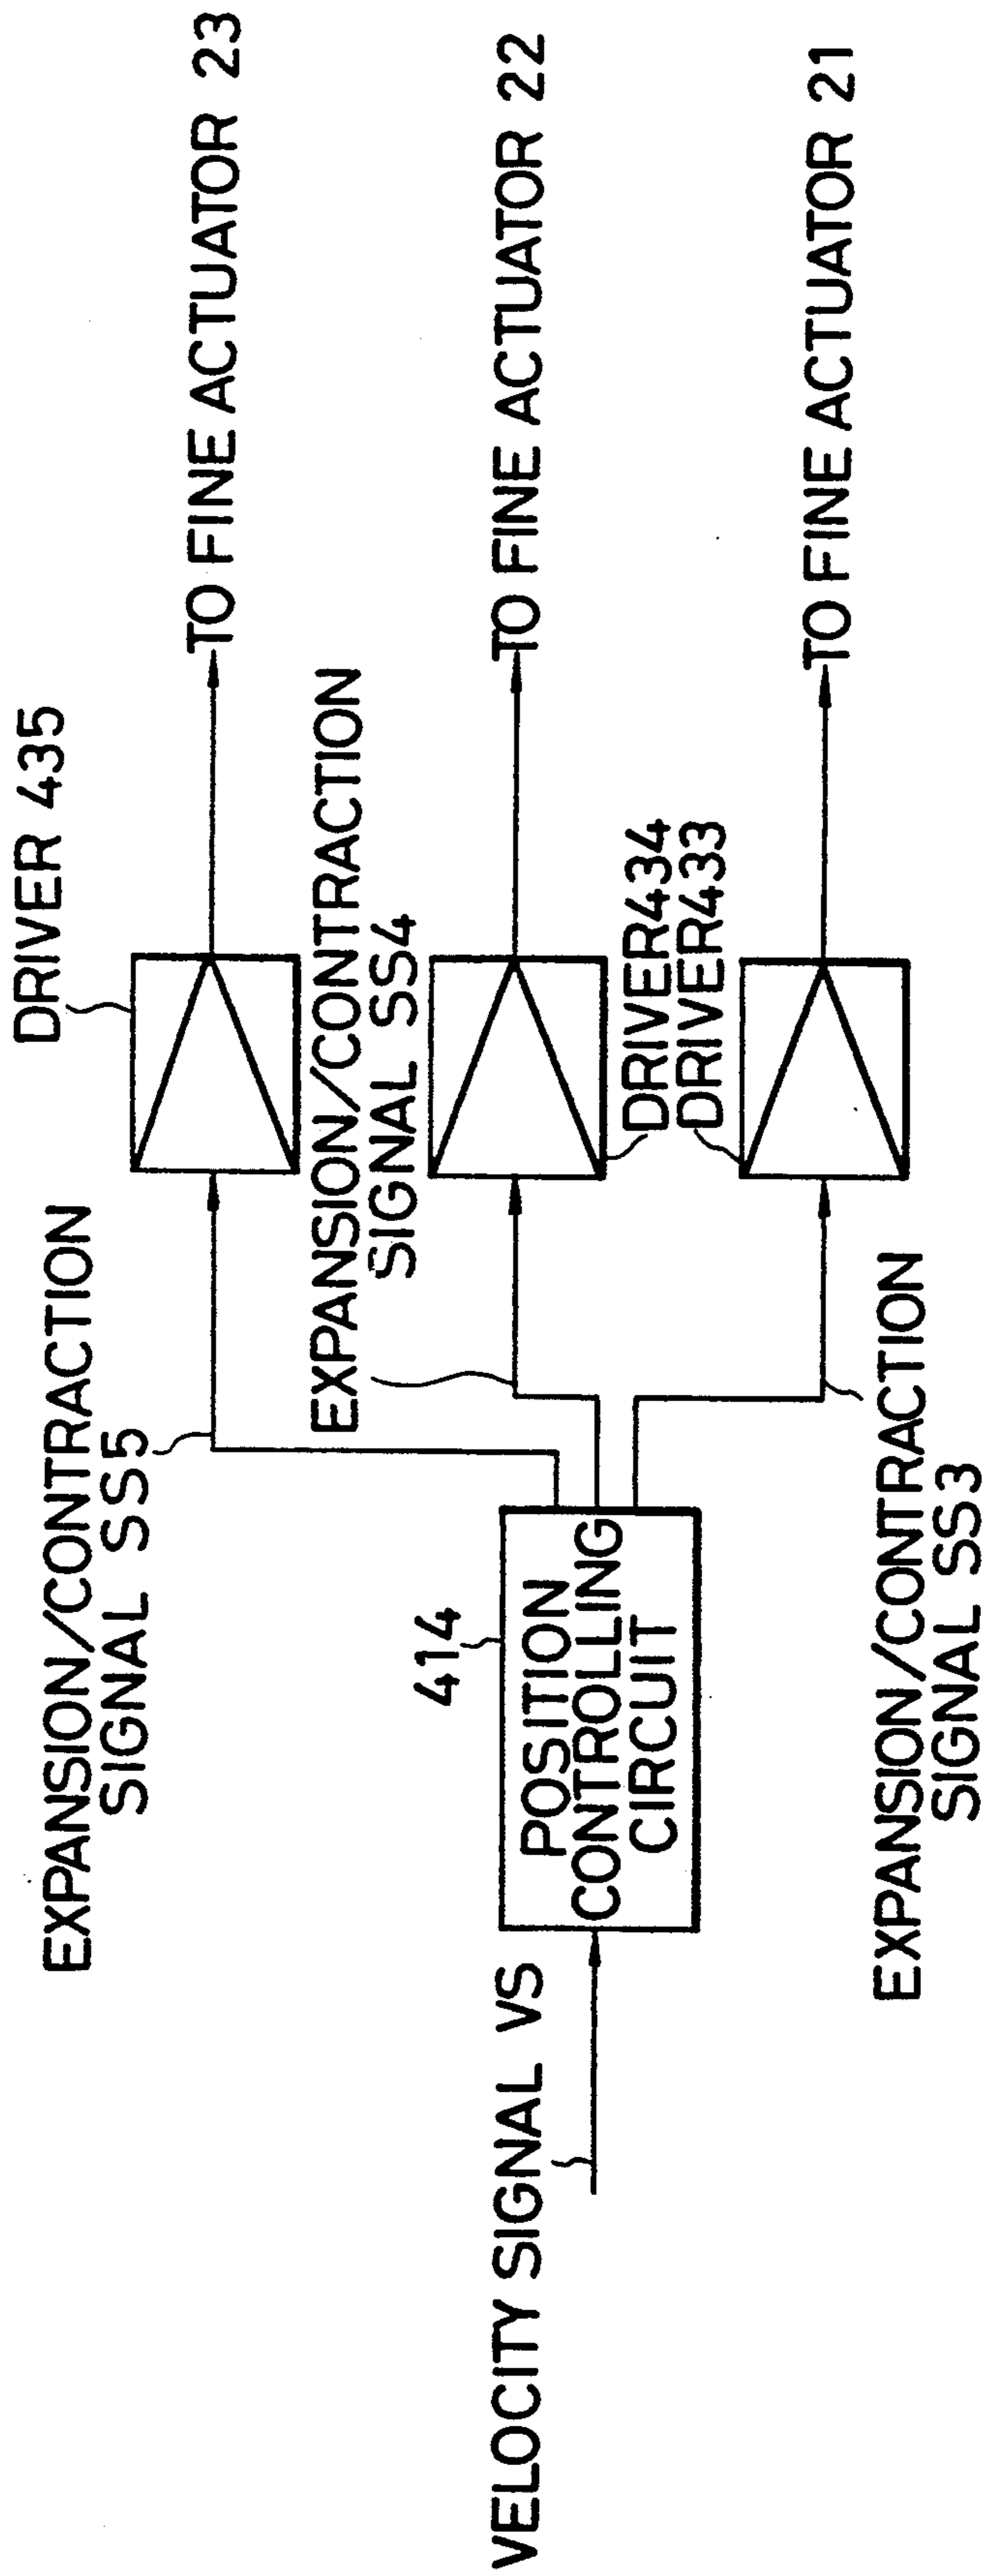 DRIVER 435
TO FINE ACTUATOR 23
EXPANSION/CONTRACTION
SIGNAL SS5
EXPANSION/CONTRACTION
SIGNAL SS4
TO FINE ACTUATOR 22
414
POSITION
CONTROLLING
CIRCUIT
VELOCITY SIGNAL VS
DRIVER434
DRIVER433
TO FINE ACTUATOR 21
EXPANSION/CONTRACTION
SIGNAL SS3